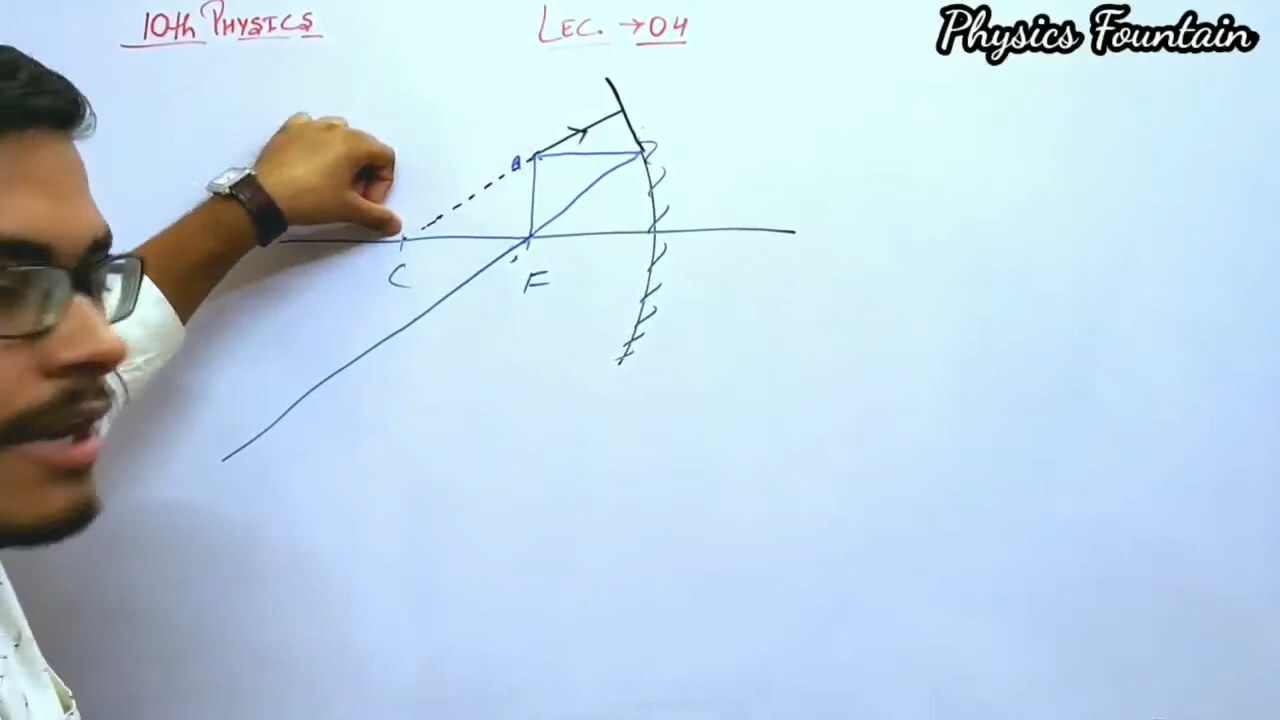 10th PHYSICS
LEC. → 04
Physics Fountain
C
F